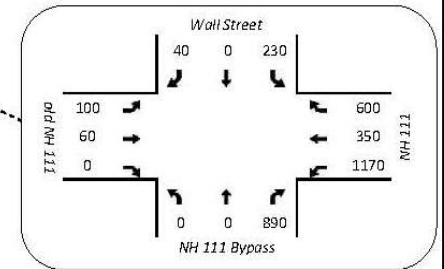 Wall Street
40 0 230
100
60
0
old NH 111
600
350
1170
NH 111
0 0 890
NH 111 Bypass